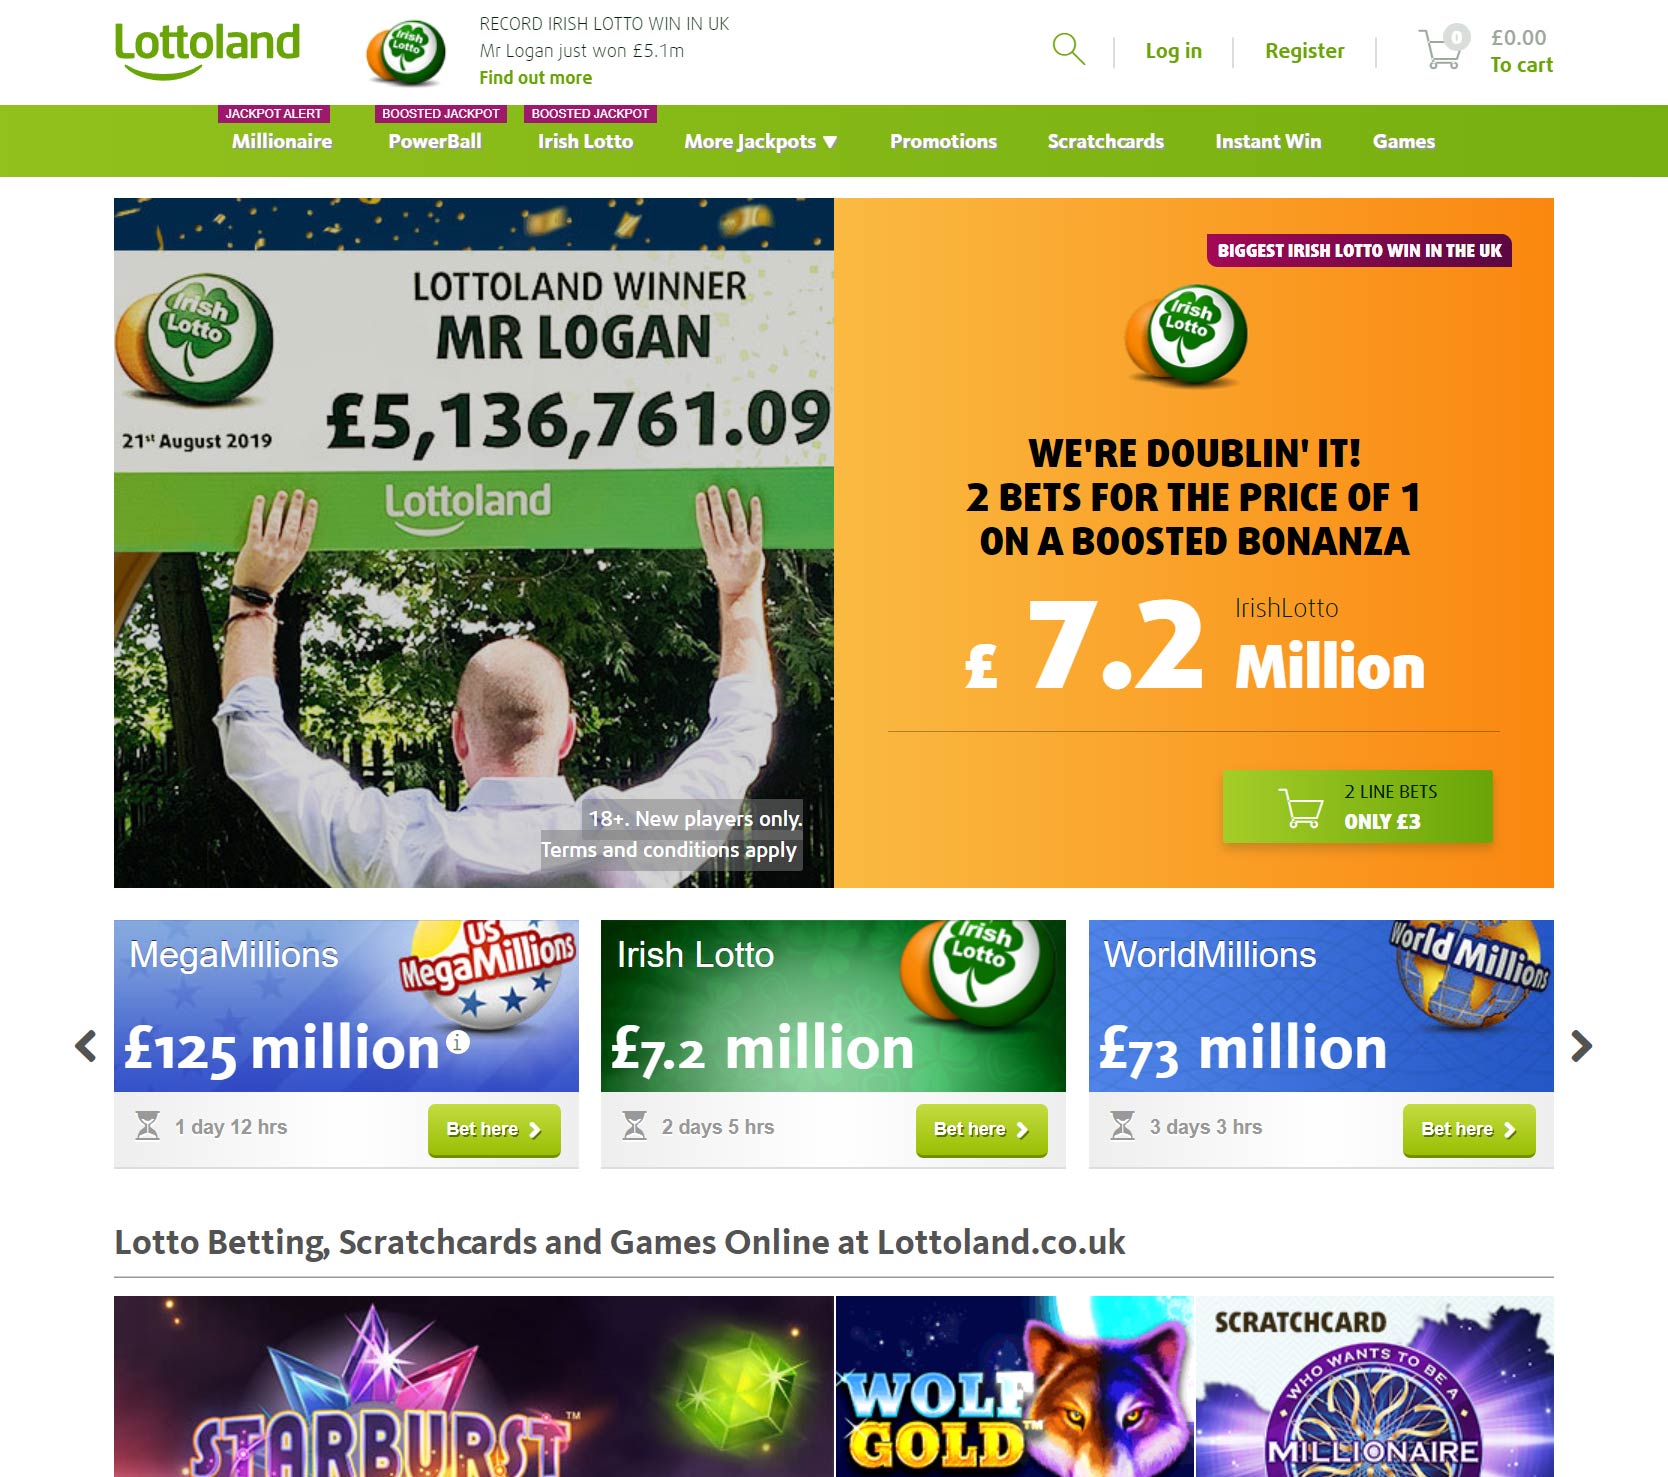 Lottoland
Irish
Lotto
RECORD IRISH LOTTO WIN IN UK
Mr Logan just won £5.1m
Find out more
Log in
Register
0
£0.00
To cart
JACKPOT ALERT
Millionaire
BOOSTED JACKPOT
PowerBall
BOOSTED JACKPOT
Irish Lotto
More Jackpots ▼
Promotions
Scratchcards
Instant Win
Games
Irish
Lotto
21st August 2019
LOTTOLAND WINNER
MR LOGAN
£5,136,761.09
Lottoland
18+. New players only.
Terms and conditions apply
BIGGEST IRISH LOTTO WIN IN THE UK
Irish
Lotto
WE'RE DOUBLIN' IT!
2 BETS FOR THE PRICE OF 1
ON A BOOSTED BONANZA
£ 7.2
IrishLotto
Million
2 LINE BETS
ONLY £3
MegaMillions
US
MegaMillions
£125 million
i
1 day 12 hrs
Bet here
Irish Lotto
Irish
Lotto
£7.2 million
2 days 5 hrs
Bet here
WorldMillions
World Millions
£73 million
3 days 3 hrs
Bet here
Lotto Betting, Scratchcards and Games Online at Lottoland.co.uk
STARBURST™
WOLF
GOLD™
SCRATCHCARD
WHO WANTS TO BE A
MILLIONAIRE